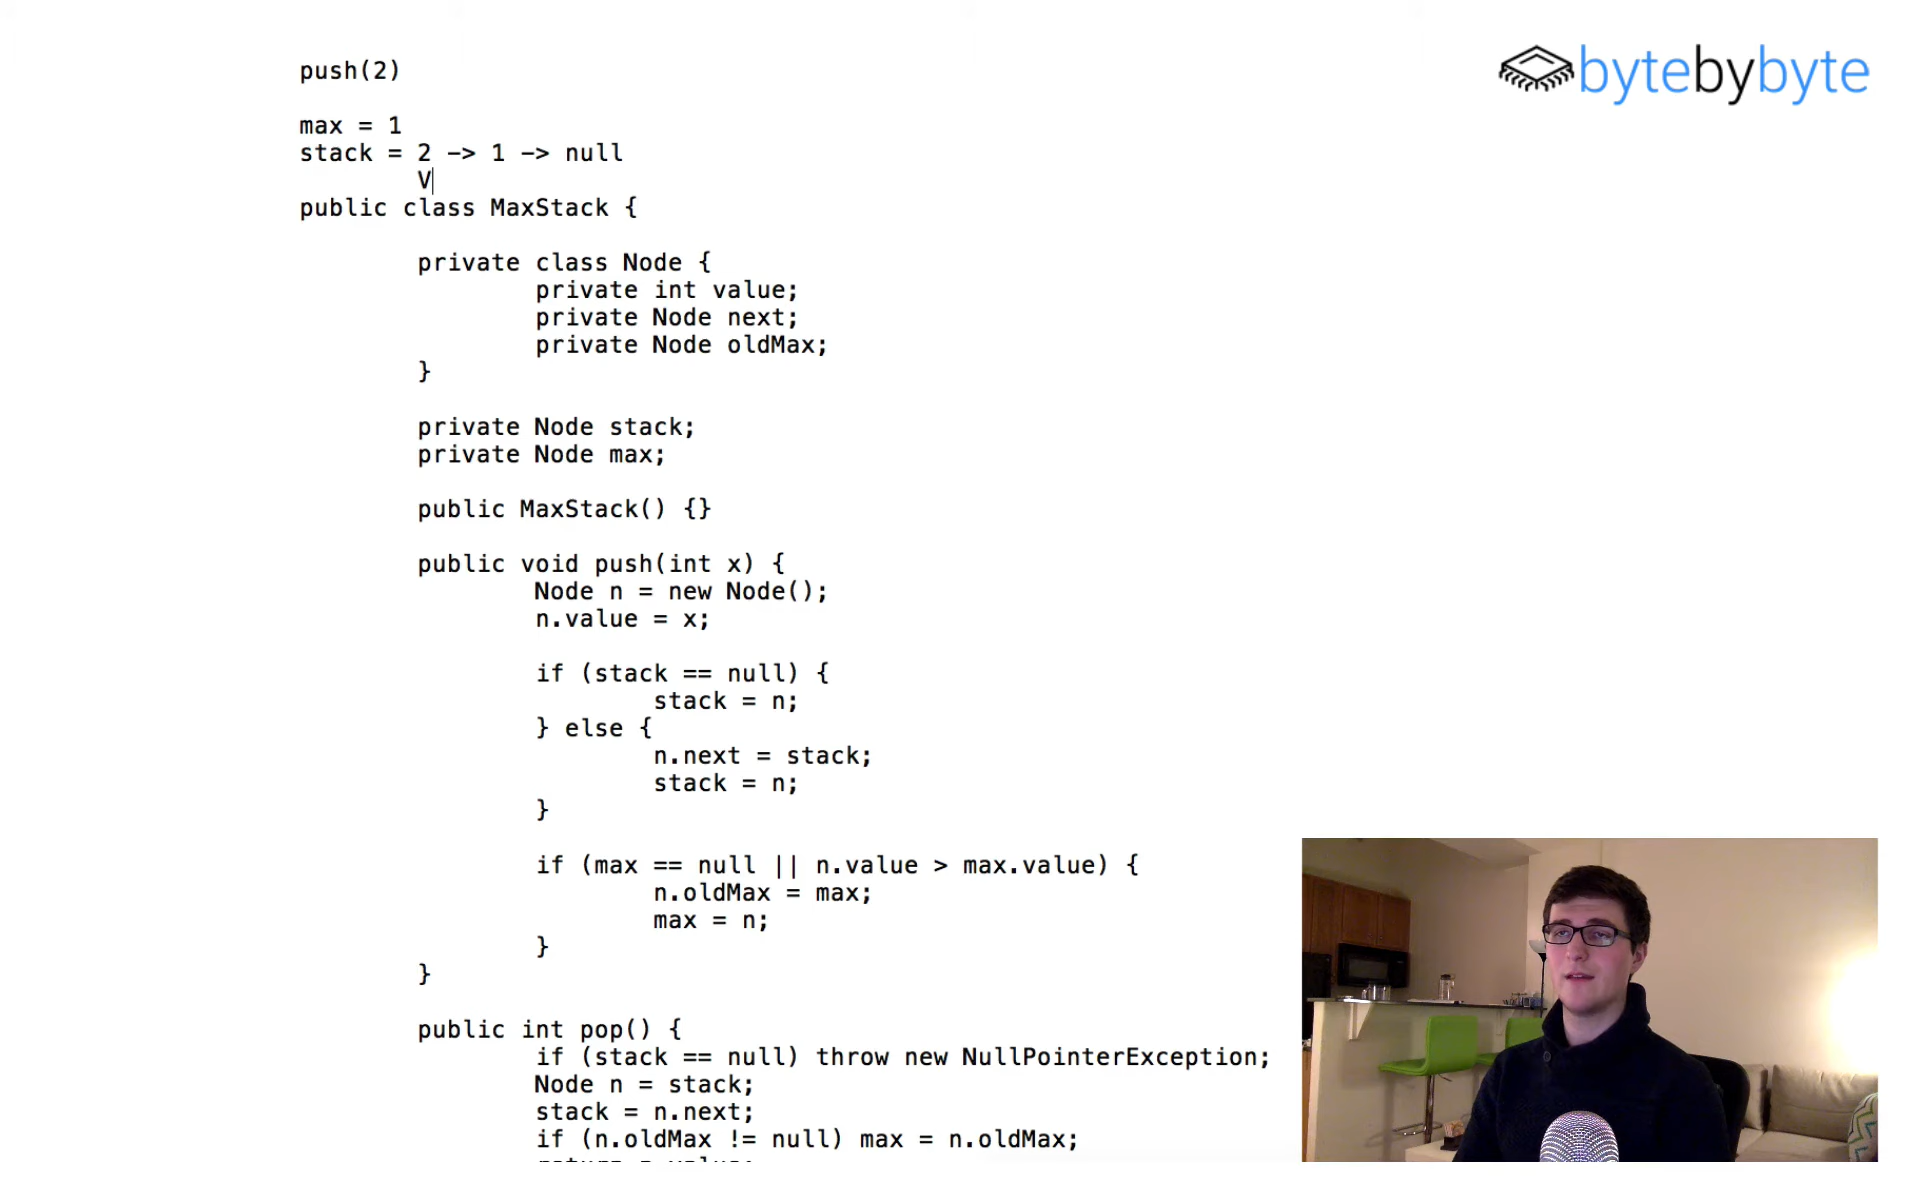 bytebybyte
push(2)
max = 1
stack = 2 -> 1 -> null
V
public class MaxStack {
private class Node {
private int value;
private Node next;
private Node oldMax;
}
private Node stack;
private Node max;
public MaxStack() {}
public void push(int x) {
Node n = new Node();
n.value = x;
if (stack == null) {
stack = n;
} else {
n.next = stack;
stack = n;
}
if (max == null || n.value > max.value) {
n.oldMax = max;
max = n;
}
}
public int pop() {
if (stack == null) throw new NullPointerException;
Node n = stack;
stack = n.next;
if (n.oldMax != null) max = n.oldMax;